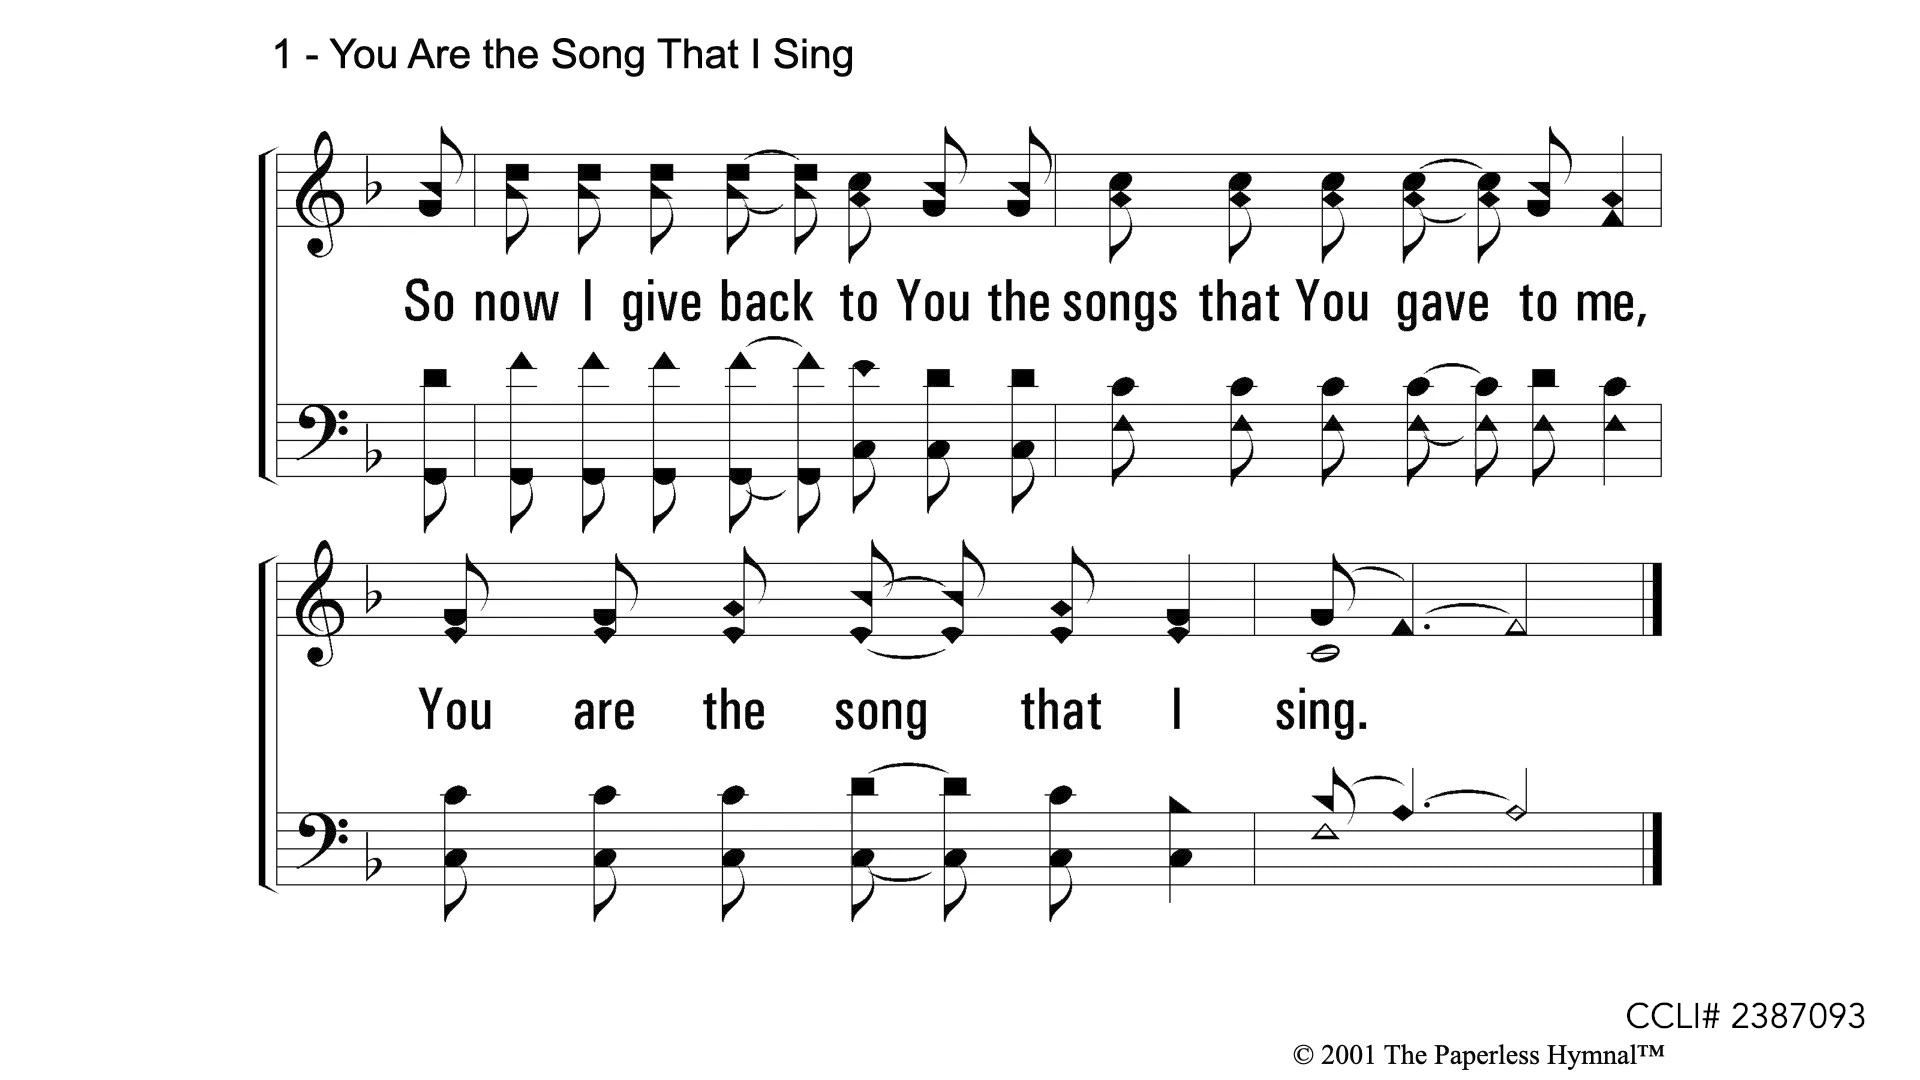 1 - You Are the Song That I Sing
So now I give back to You the songs that You gave to me,
You are the song that I sing.
CCLI# 2387093
© 2001 The Paperless Hymnal™